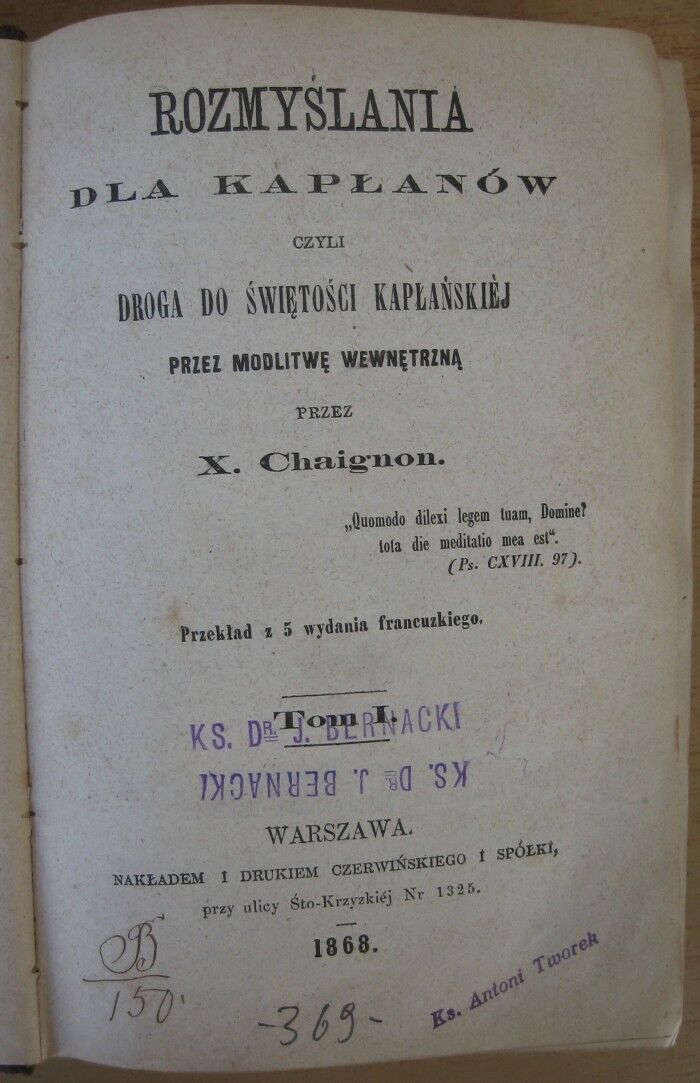 ROZMYŚLANIA
DLA KAPŁANÓW
CZYLI
DROGA DO ŚWIĘTOŚCI KAPŁAŃSKIÉJ
PRZEZ MODLITWĘ WEWNĘTRZNĄ
PRZEZ
X. Chaignon.
„Quomodo dilexi legem tuam, Domine?
tota die meditatio mea est“.
(Ps. CXVIII. 97).
Przekład z 5 wydania francuzkiego.
Tom I.
KS. DR. J. BERNACKI
KS. DR. J. BERNACKI
WARSZAWA.
NAKŁADEM I DRUKIEM CZERWIŃSKIEGO I SPÓŁKI,
przy ulicy Śto-Krzyzkiéj Nr 1325.
1868.
B
150.
-369-
Ks. Antoni Tworek